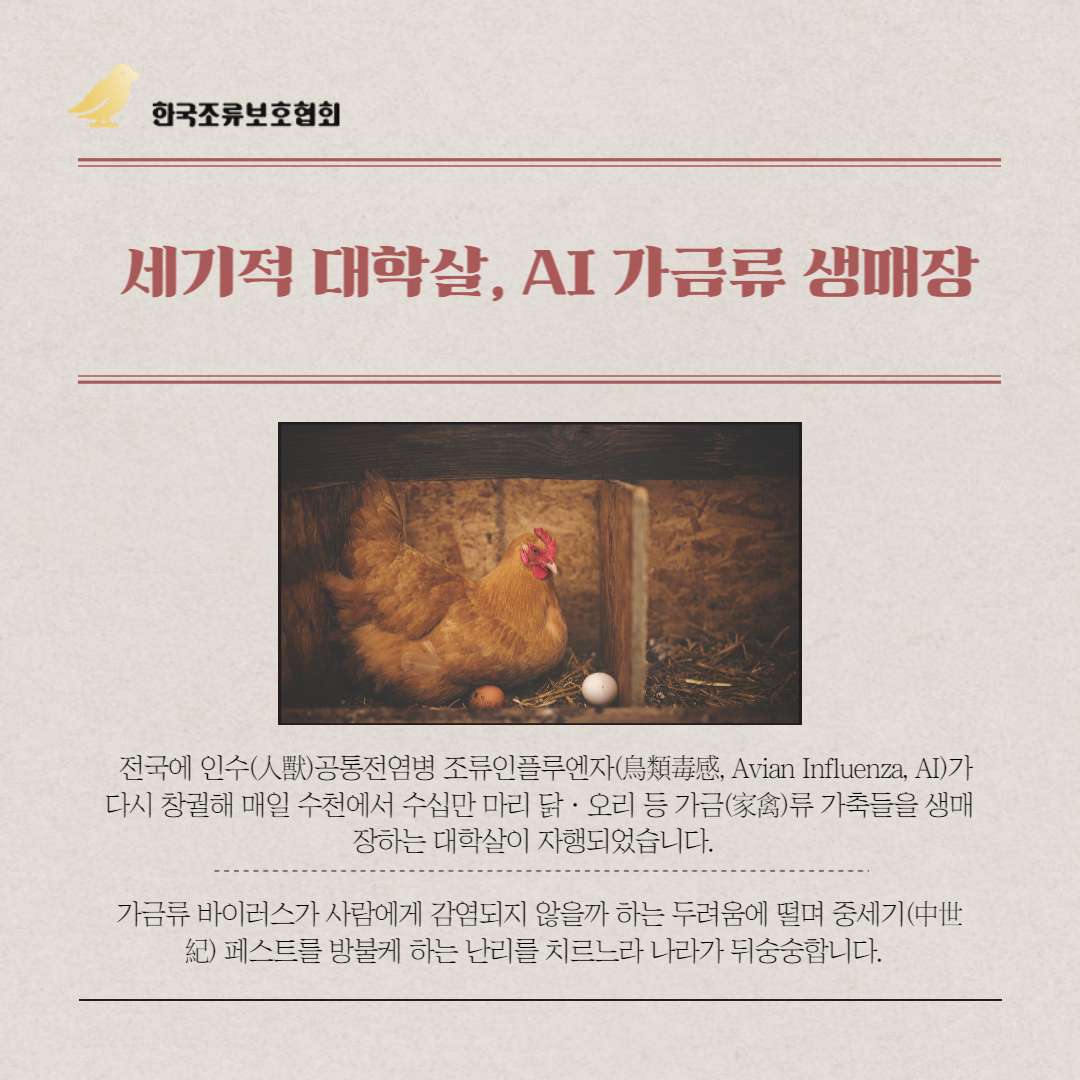 한국조류보호협회
세기적 대학살, AI 가금류 생매장
전국에 인수(人獸)공통전염병 조류인플루엔자(鳥類毒感, Avian Influenza, AI)가
다시 창궐해 매일 수천에서 수십만 마리 닭 · 오리 등 가금(家禽)류 가축들을 생매
장하는 대학살이 자행되었습니다.
가금류 바이러스가 사람에게 감염되지 않을까 하는 두려움에 떨며 중세기(中世
紀) 페스트를 방불케 하는 난리를 치르느라 나라가 뒤숭숭합니다.